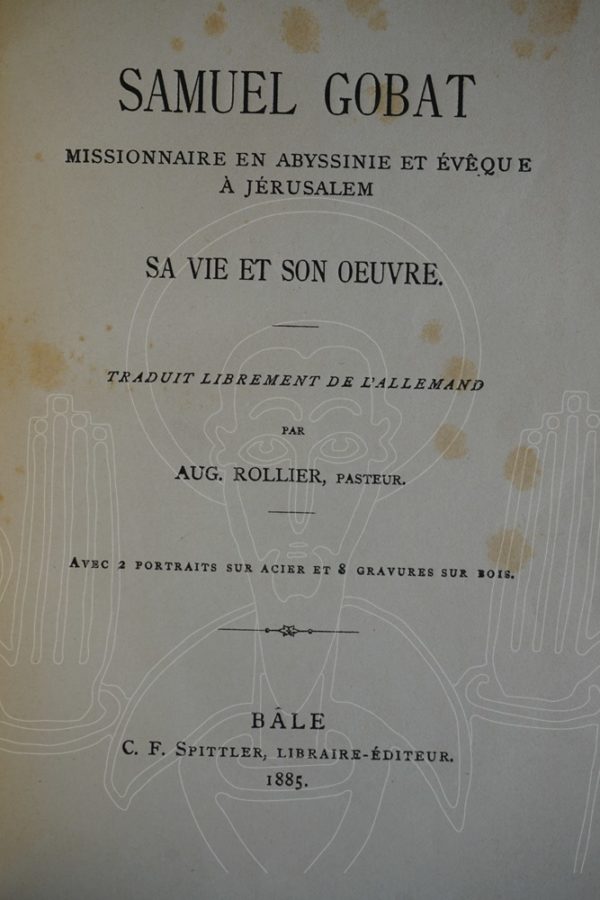 SAMUEL GOBAT
MISSIONNAIRE EN ABYSSINIE ET ÉVÊQUE
À JÉRUSALEM
SA VIE ET SON OEUVRE.
TRADUIT LIBREMENT DE L'ALLEMAND
PAR
AUG. ROLLIER, PASTEUR.
AVEC 2 PORTRAITS SUR ACIER ET 8 GRAVURES SUR BOIS.
BÂLE
C. F. SPITTLER, LIBRAIRE-ÉDITEUR.
1885.